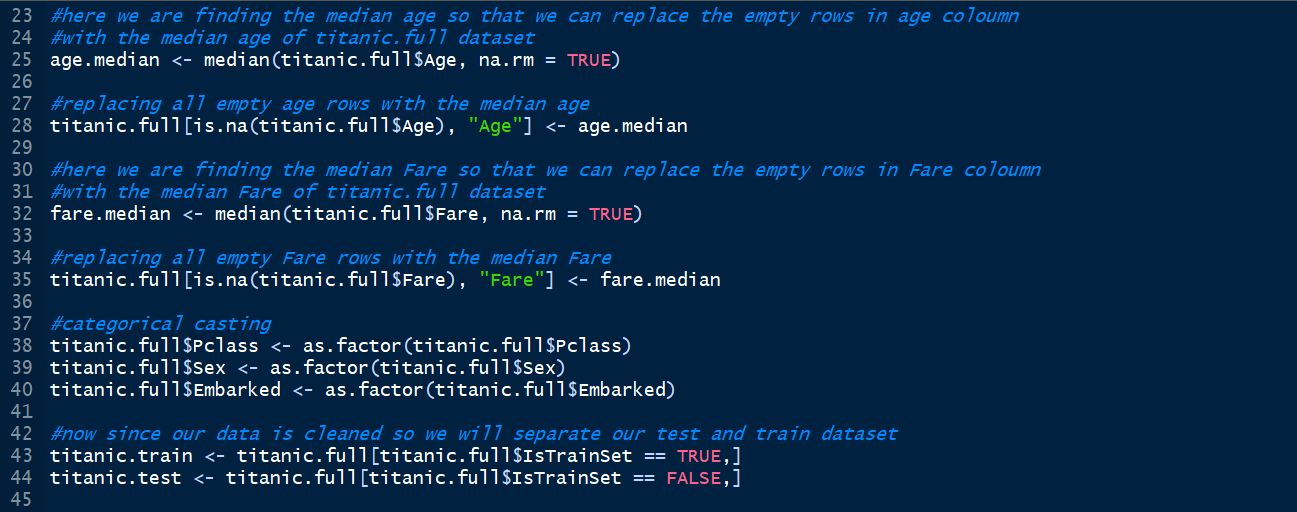 23 #here we are finding the median age so that we can replace the empty rows in age coloumn
24 #with the median age of titanic.full dataset
25 age.median <- median(titanic.full$Age, na.rm = TRUE)
26
27 #replacing all empty age rows with the median age
28 titanic.full[is.na(titanic.full$Age), "Age"] <- age.median
29
30 #here we are finding the median Fare so that we can replace the empty rows in Fare coloumn
31 #with the median Fare of titanic.full dataset
32 fare.median <- median(titanic.full$Fare, na.rm = TRUE)
33
34 #replacing all empty Fare rows with the median Fare
35 titanic.full[is.na(titanic.full$Fare), "Fare"] <- fare.median
36
37 #categorical casting
38 titanic.full$Pclass <- as.factor(titanic.full$Pclass)
39 titanic.full$Sex <- as.factor(titanic.full$Sex)
40 titanic.full$Embarked <- as.factor(titanic.full$Embarked)
41
42 #now since our data is cleaned so we will separate our test and train dataset
43 titanic.train <- titanic.full[titanic.full$IsTrainSet == TRUE,]
44 titanic.test <- titanic.full[titanic.full$IsTrainSet == FALSE,]
45